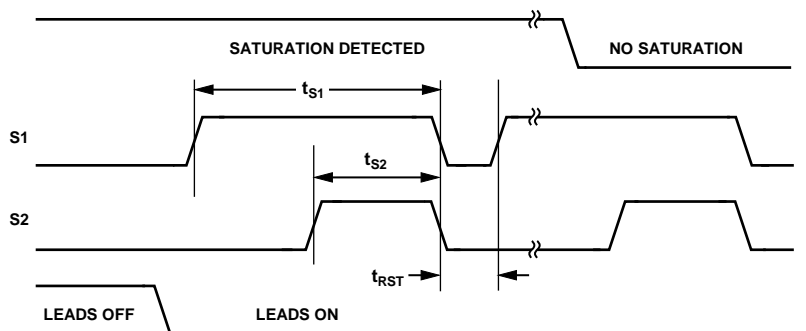 SATURATION DETECTED
NO SATURATION
tS1
S1
tS2
S2
tRST
LEADS OFF
LEADS ON